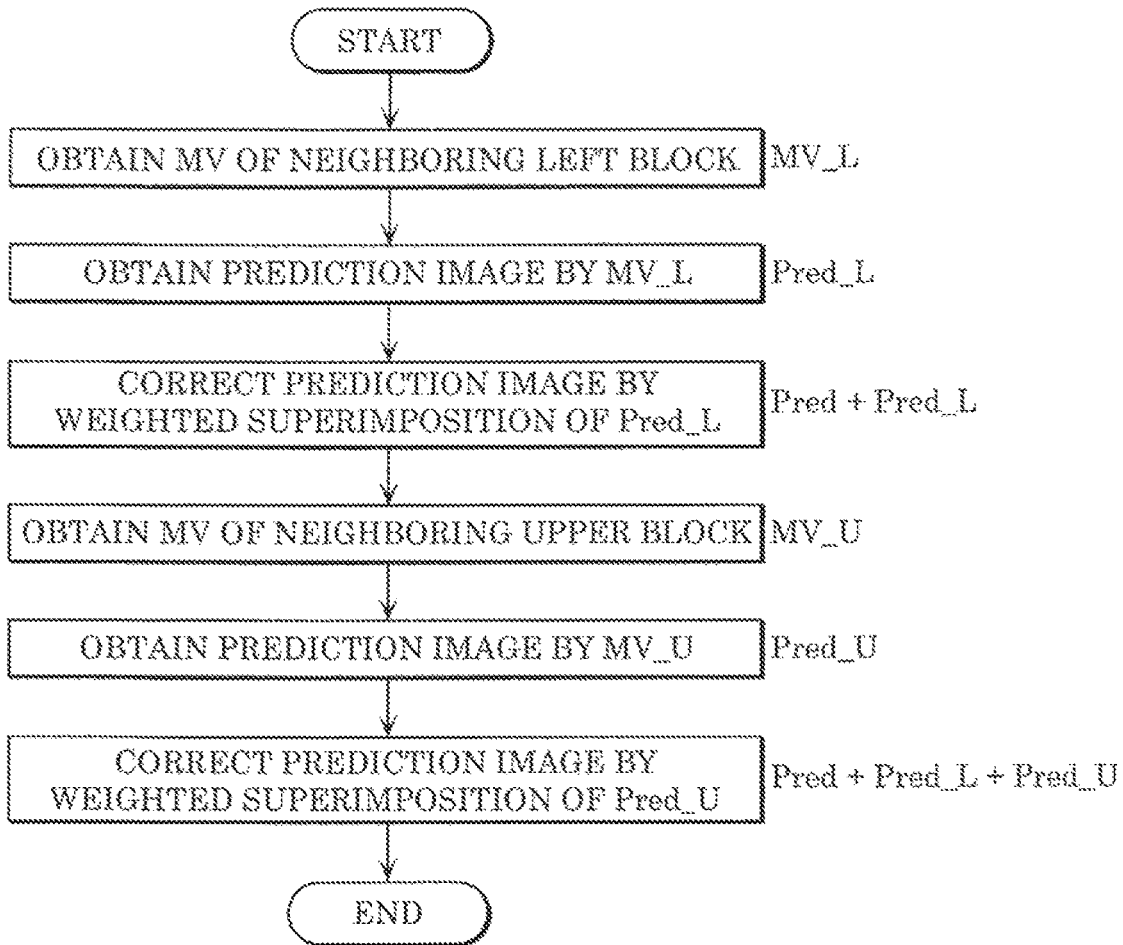 START
OBTAIN MV OF NEIGHBORING LEFT BLOCK MV_L
OBTAIN PREDICTION IMAGE BY MV_L Pred_L
CORRECT PREDICTION IMAGE BY
WEIGHTED SUPERIMPOSITION OF Pred_L
Pred + Pred_L
OBTAIN MV OF NEIGHBORING UPPER BLOCK MV_U
OBTAIN PREDICTION IMAGE BY MV_U Pred_U
CORRECT PREDICTION IMAGE BY
WEIGHTED SUPERIMPOSITION OF Pred_U
Pred + Pred_L + Pred_U
END